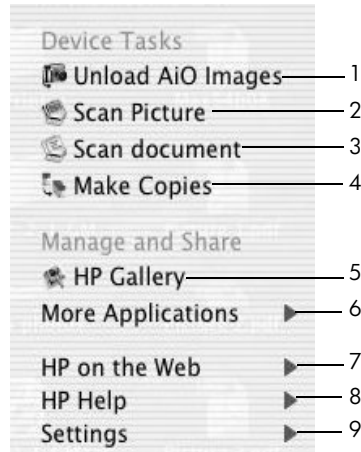 Device Tasks
Unload AiO Images 1
Scan Picture 2
Scan document 3
Make Copies 4
Manage and Share
HP Gallery 5
More Applications 6
HP on the Web 7
HP Help 8
Settings 9